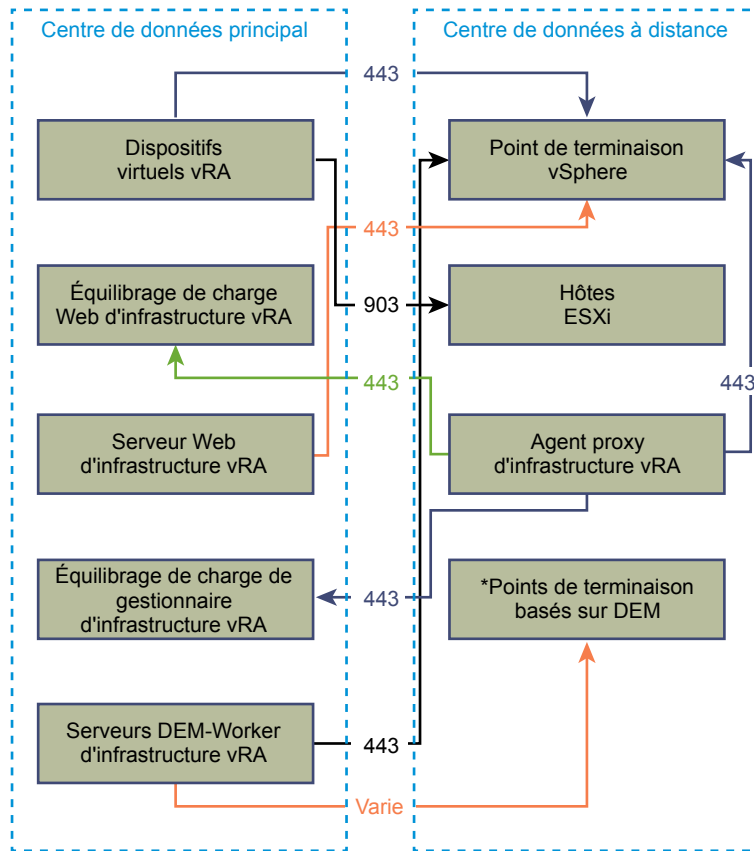 Centre de données principal
Centre de données à distance
443
Dispositifs
virtuels vRA
Point de terminaison
vSphere
443
Équilibrage de charge
Web d'infrastructure vRA
903
Hôtes
ESXi
443
443
Serveur Web
d'infrastructure vRA
Agent proxy
d'infrastructure vRA
Équilibrage de charge de
gestionnaire
d'infrastructure vRA
443
*Points de terminaison
basés sur DEM
Serveurs DEM-Worker
d'infrastructure vRA
443
Varie